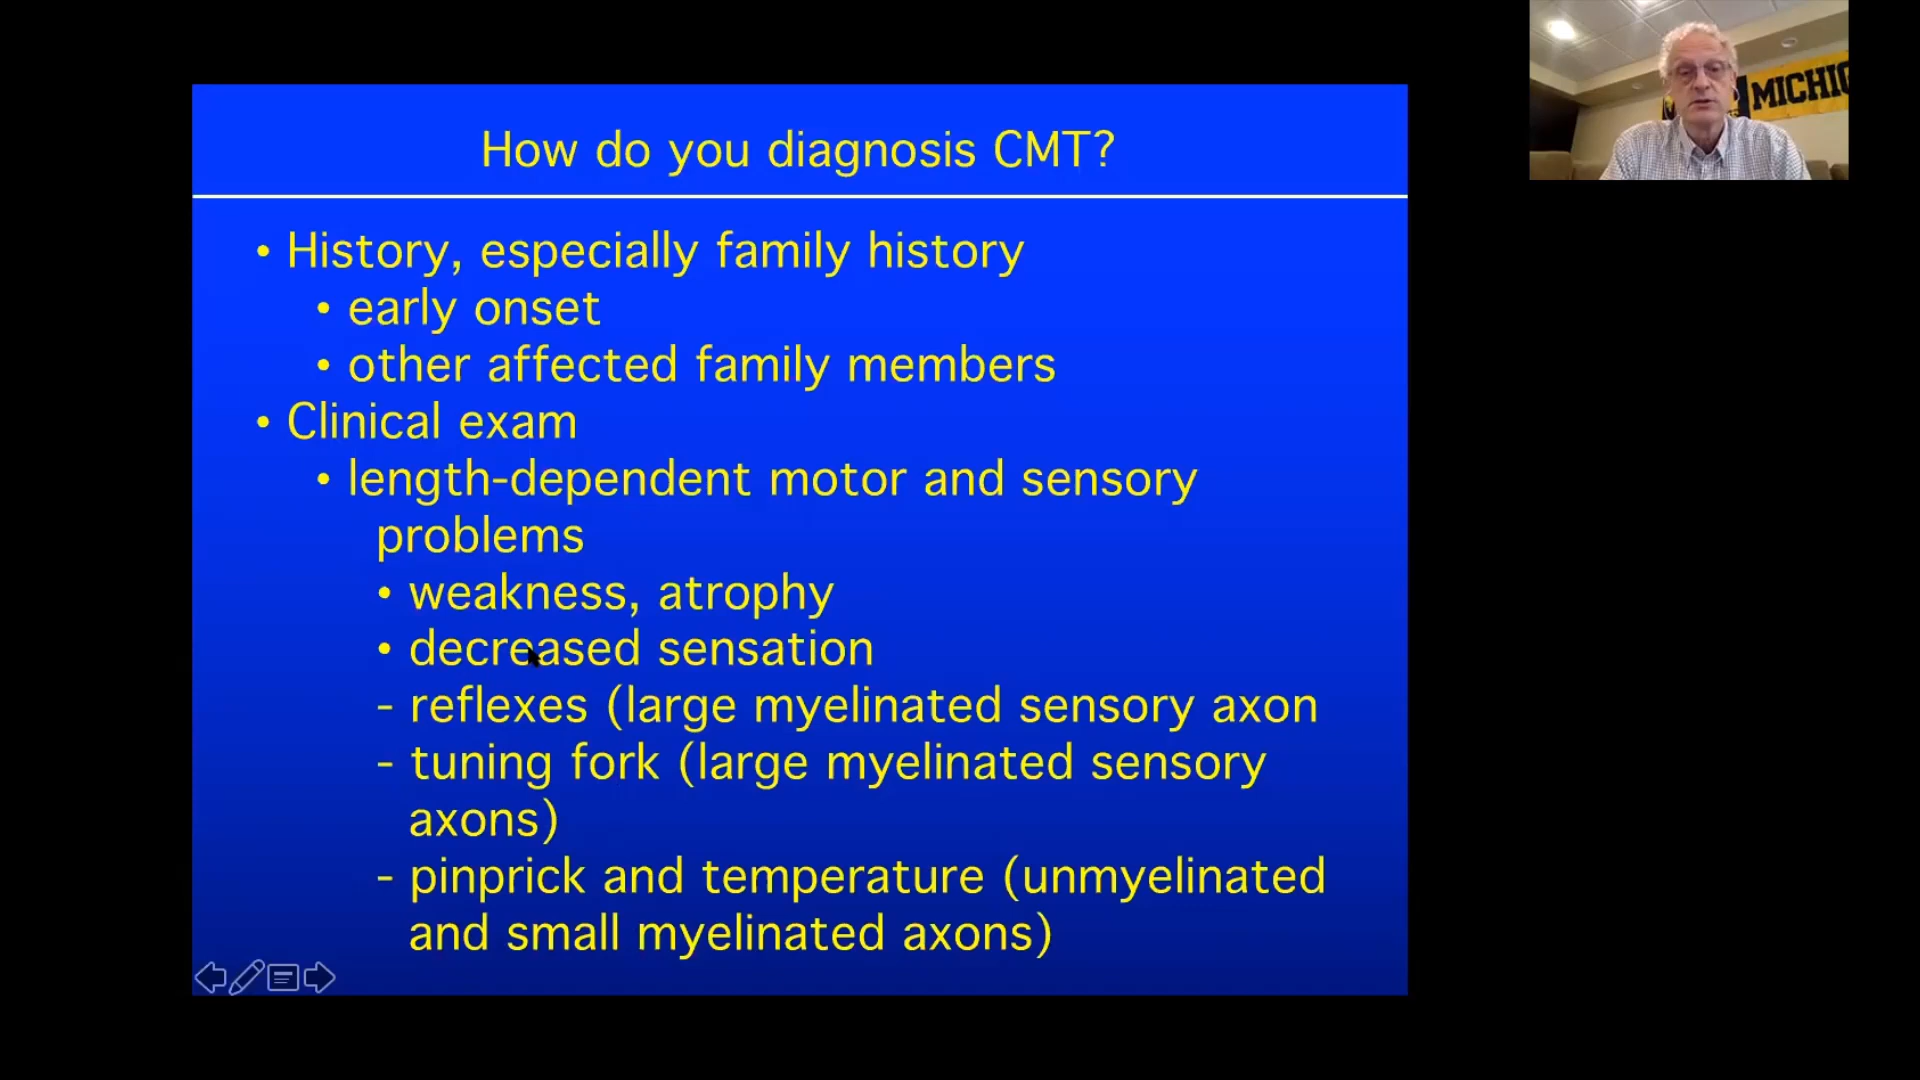 How do you diagnosis CMT?
• History, especially family history
• early onset
• other affected family members
• Clinical exam
• length-dependent motor and sensory
problems
• weakness, atrophy
• decreased sensation
- reflexes (large myelinated sensory axon
- tuning fork (large myelinated sensory
axons)
- pinprick and temperature (unmyelinated
and small myelinated axons)
MICHIG